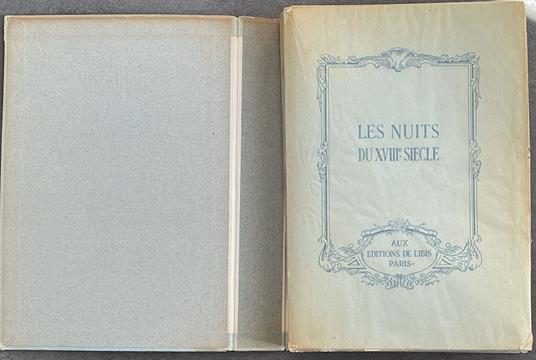 LES NUITS
DU XVIIIe SIECLE
AUX
EDITIONS DE L'IBIS
PARIS